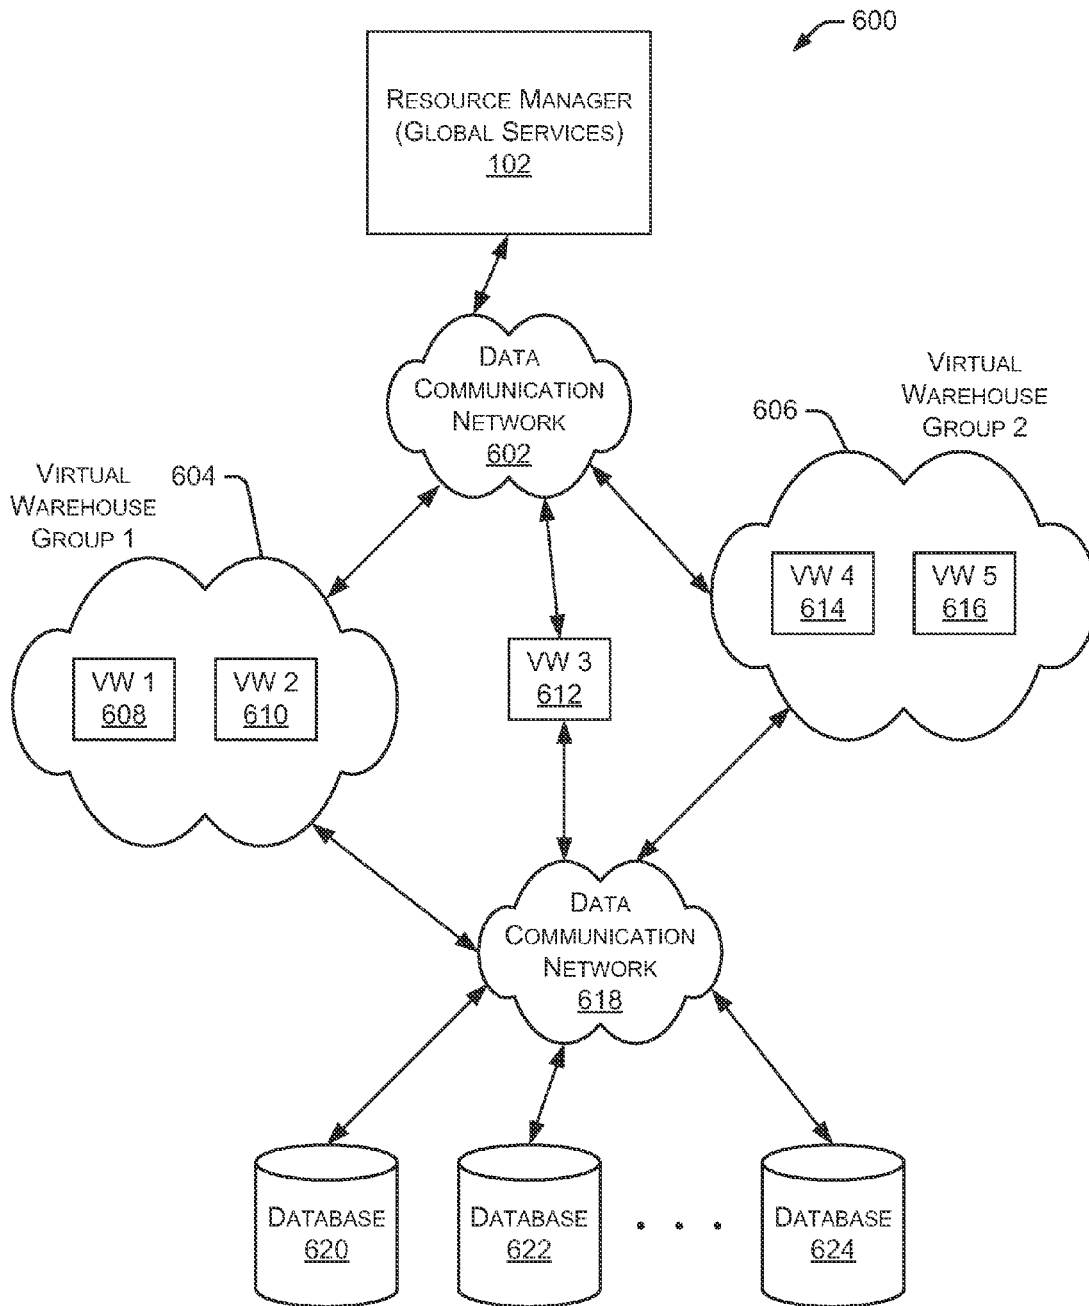 600
RESOURCE MANAGER
(GLOBAL SERVICES)
102
DATA
COMMUNICATION
NETWORK
602
VIRTUAL
WAREHOUSE
GROUP 2
606
VIRTUAL
WAREHOUSE
GROUP 1
604
VW 4
614
VW 5
616
VW 3
612
VW 1
608
VW 2
610
DATA
COMMUNICATION
NETWORK
618
DATABASE
620
DATABASE
622
. . .
DATABASE
624